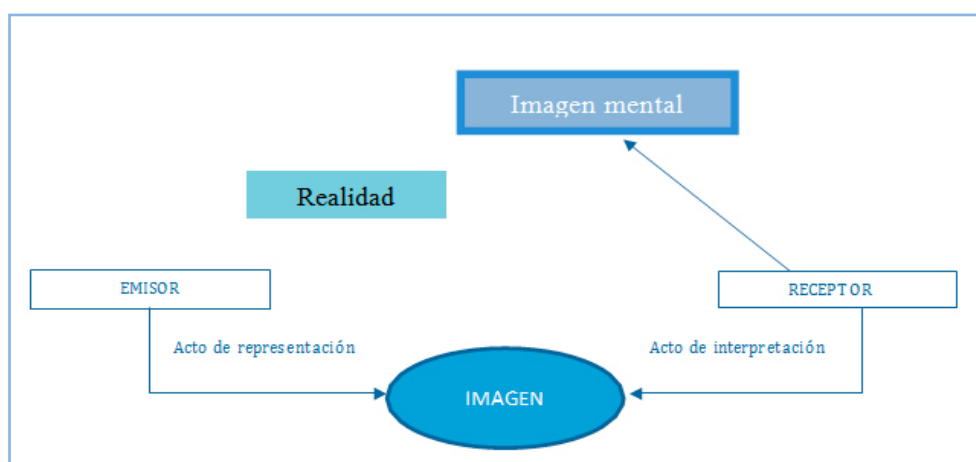 Imagen mental
Realidad
EMISOR
RECEPTOR
Acto de representación
Acto de interpretación
IMAGEN